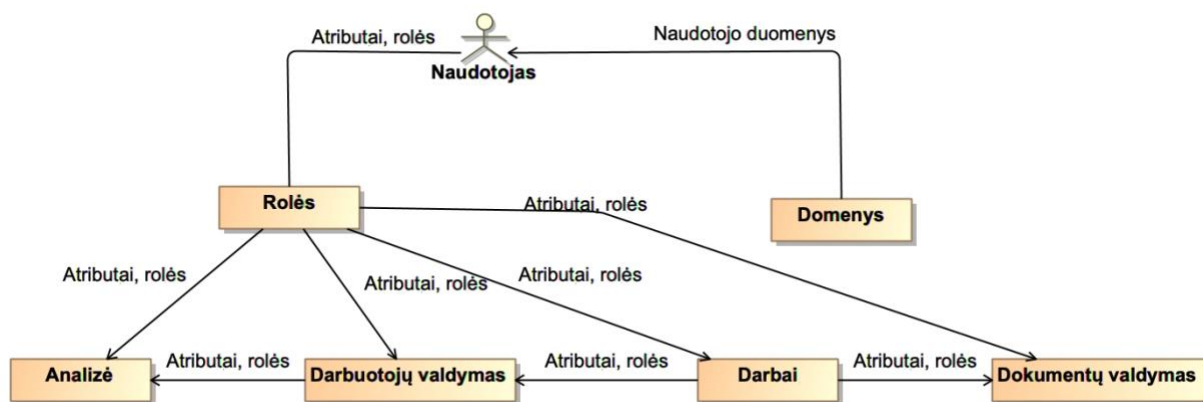 Atributai, rolės
Naudotojo duomenys
Naudotojas
Rolės
Atributai, rolės
Domenys
Atributai, rolės
Atributai, rolės
Atributai, rolės
Analizė
Atributai, rolės
Darbuotojų valdymas
Atributai, rolės
Darbai
Atributai, rolės
Dokumentų valdymas